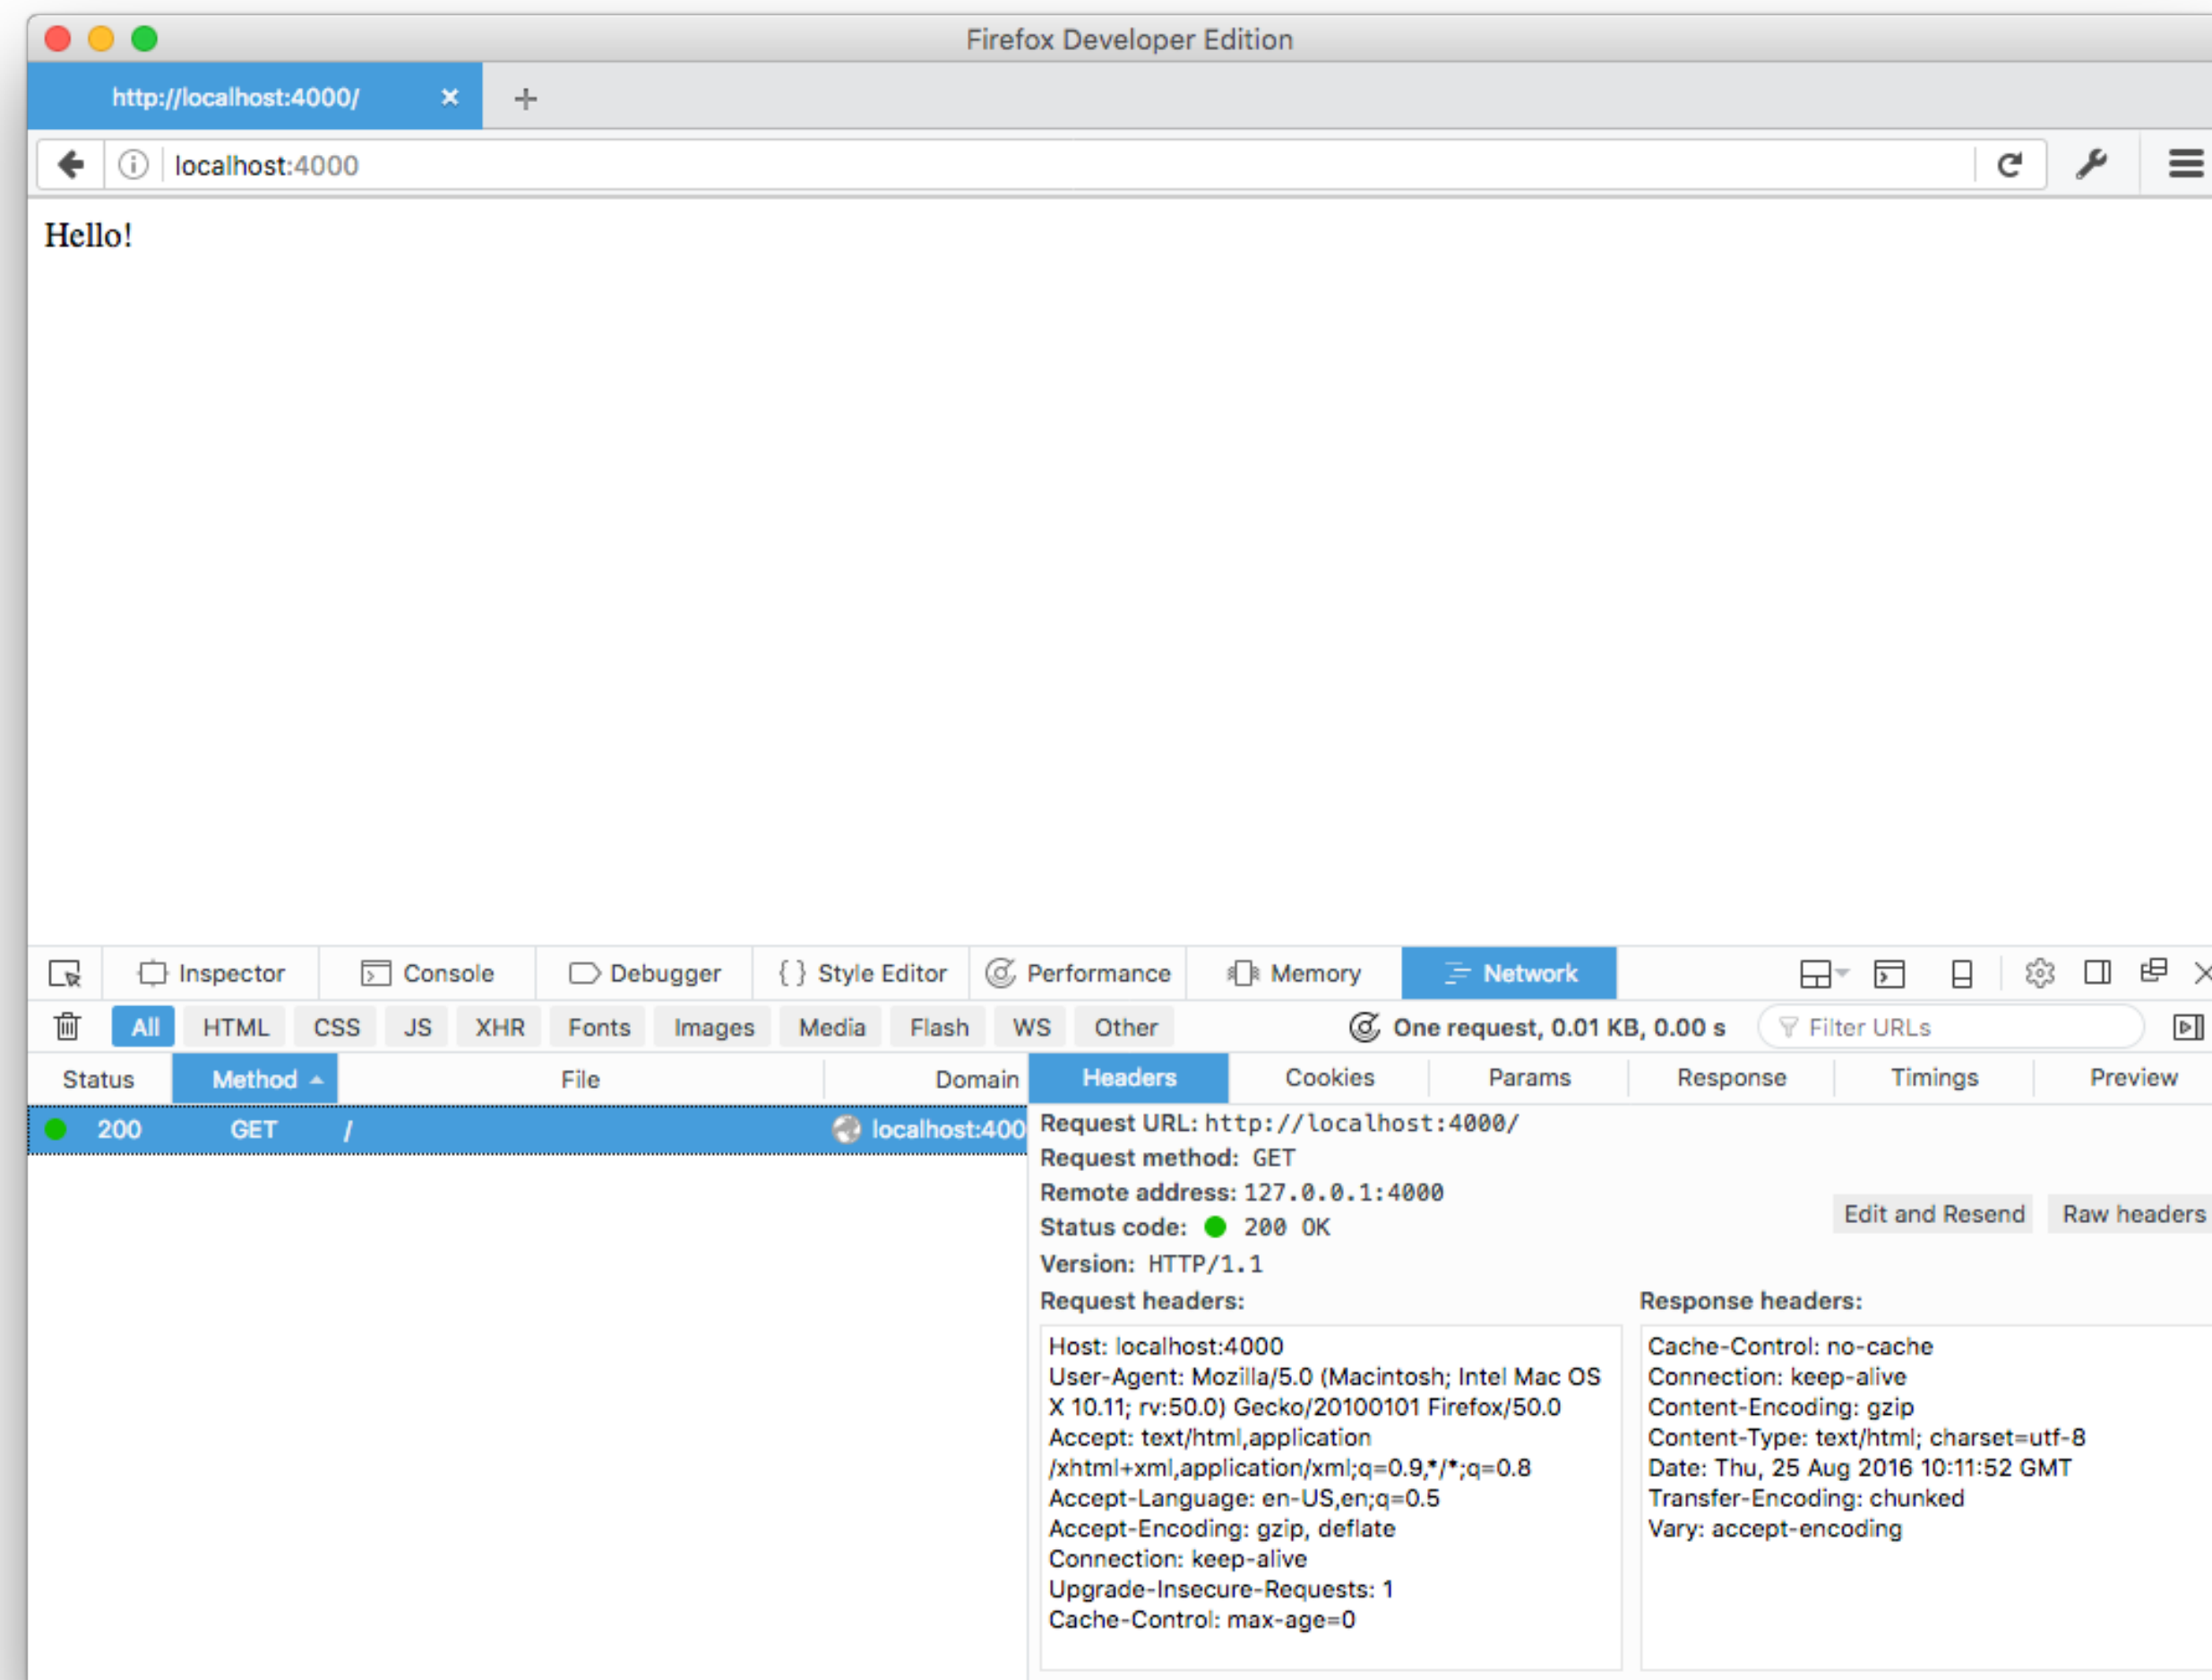 Firefox Developer Edition
http://localhost:4000/
localhost:4000
Hello!
Inspector Console Debugger { } Style Editor Performance Memory Network
All HTML CSS JS XHR Fonts Images Media Flash WS Other One request, 0.01 KB, 0.00 s Filter URLs
Status Method File Domain Headers Cookies Params Response Timings Preview
200 GET / localhost:400
Request URL: http://localhost:4000/
Request method: GET
Remote address: 127.0.0.1:4000
Status code: 200 OK
Edit and Resend Raw headers
Version: HTTP/1.1
Request headers:
Host: localhost:4000
User-Agent: Mozilla/5.0 (Macintosh; Intel Mac OS
X 10.11; rv:50.0) Gecko/20100101 Firefox/50.0
Accept: text/html,application
/xhtml+xml,application/xml;q=0.9,*/*;q=0.8
Accept-Language: en-US,en;q=0.5
Accept-Encoding: gzip, deflate
Connection: keep-alive
Upgrade-Insecure-Requests: 1
Cache-Control: max-age=0
Response headers:
Cache-Control: no-cache
Connection: keep-alive
Content-Encoding: gzip
Content-Type: text/html; charset=utf-8
Date: Thu, 25 Aug 2016 10:11:52 GMT
Transfer-Encoding: chunked
Vary: accept-encoding